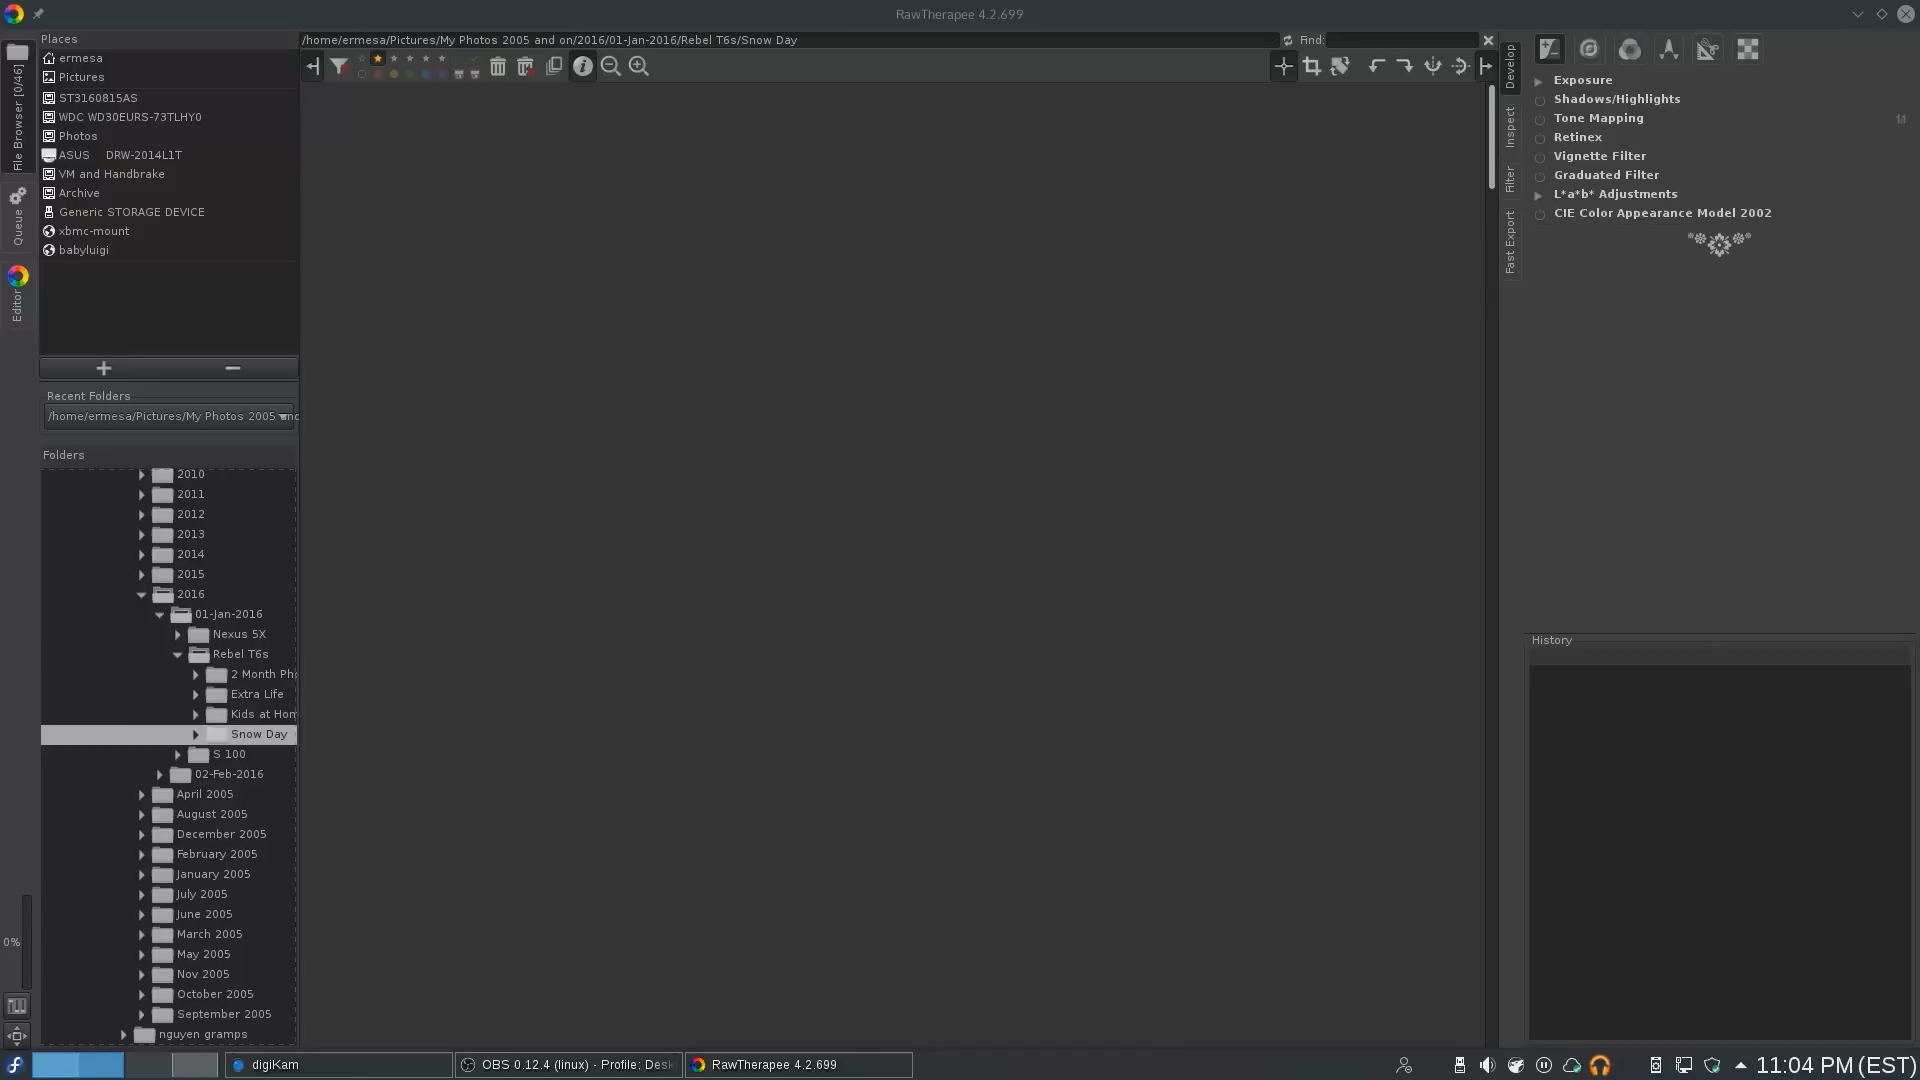 RawTherapee 4.2.699
Places
ermesa
Pictures
ST3160815AS
WDC WD30EURS-73TLHY0
Photos
ASUS DRW-2014L1T
VM and Handbrake
Archive
Generic STORAGE DEVICE
xbmc-mount
babyluigi
File Browser [0/46]
Queue
Editor
/home/ermesa/Pictures/My Photos 2005 and on/2016/01-Jan-2016/Rebel T6s/Snow Day
Find:
Recent Folders
/home/ermesa/Pictures/My Photos 2005
Folders
2010
2011
2012
2013
2014
2015
2016
01-Jan-2016
Nexus 5X
Rebel T6s
2 Month Pho
Extra Life
Kids at Hom
Snow Day
S 100
02-Feb-2016
April 2005
August 2005
December 2005
February 2005
January 2005
July 2005
June 2005
March 2005
May 2005
Nov 2005
October 2005
September 2005
nguyen gramps
0%
Develop
Inspect
Filter
Fast Export
Exposure
Shadows/Highlights
Tone Mapping
1:1
Retinex
Vignette Filter
Graduated Filter
L*a*b* Adjustments
CIE Color Appearance Model 2002
History
digiKam
OBS 0.12.4 (linux) - Profile: Desk
RawTherapee 4.2.699
11:04 PM (EST)